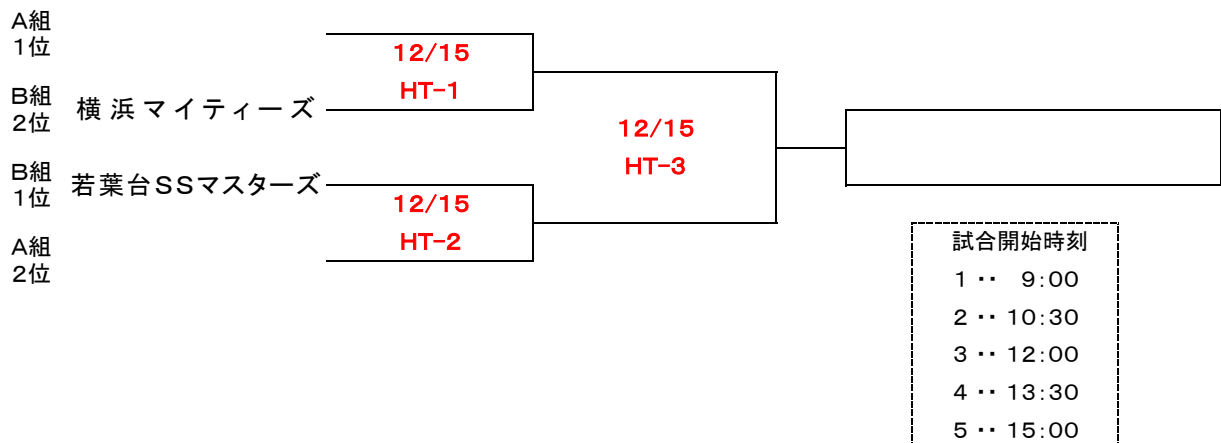 A組
1位
12/15
HT-1
B組
2位
横浜マイティーズ
12/15
HT-3
B組
1位
若葉台SSマスターズ
12/15
HT-2
A組
2位
試合開始時刻
1 ‥ 9:00
2 ‥ 10:30
3 ‥ 12:00
4 ‥ 13:30
5 ‥ 15:00